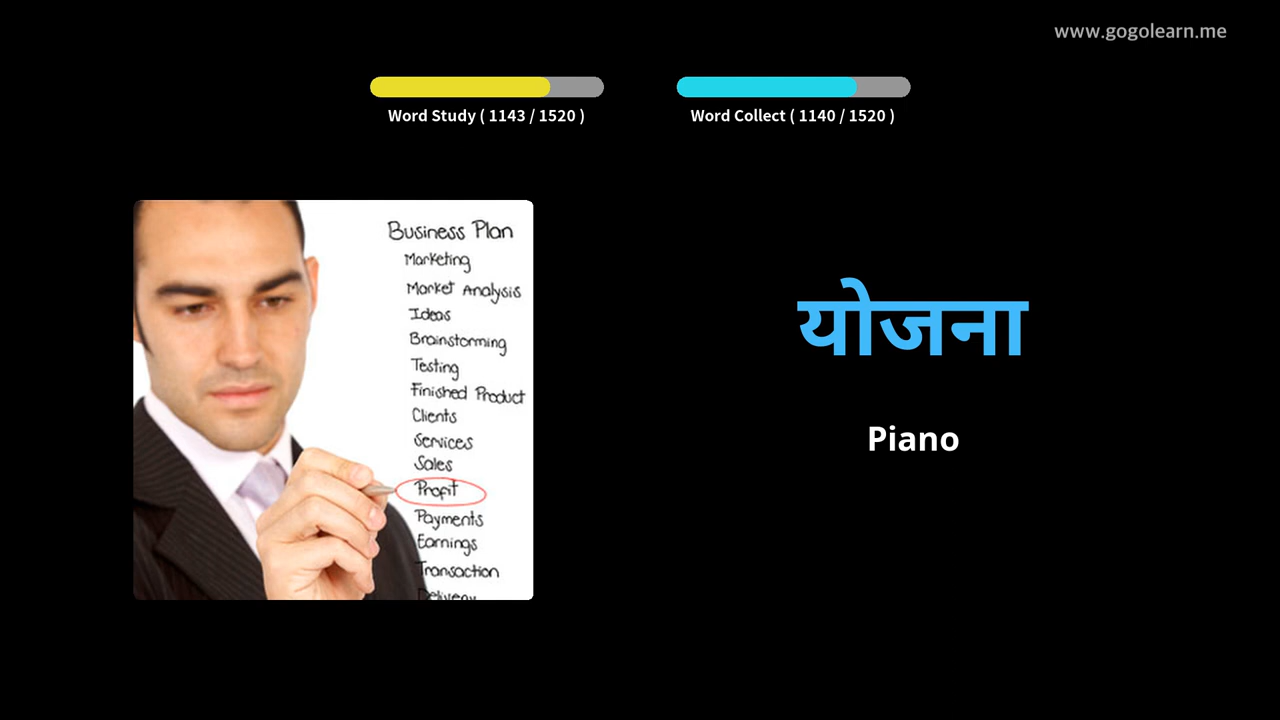 www.gogolearn.me
Word Study ( 1143 / 1520 )
Word Collect ( 1140 / 1520 )
Business Plan
Marketing
Market Analysis
Ideas
Brainstorming
Testing
Finished Product
Clients
Services
Sales
Profit
Payments
Earnings
Transaction
Delivery
योजना
Piano